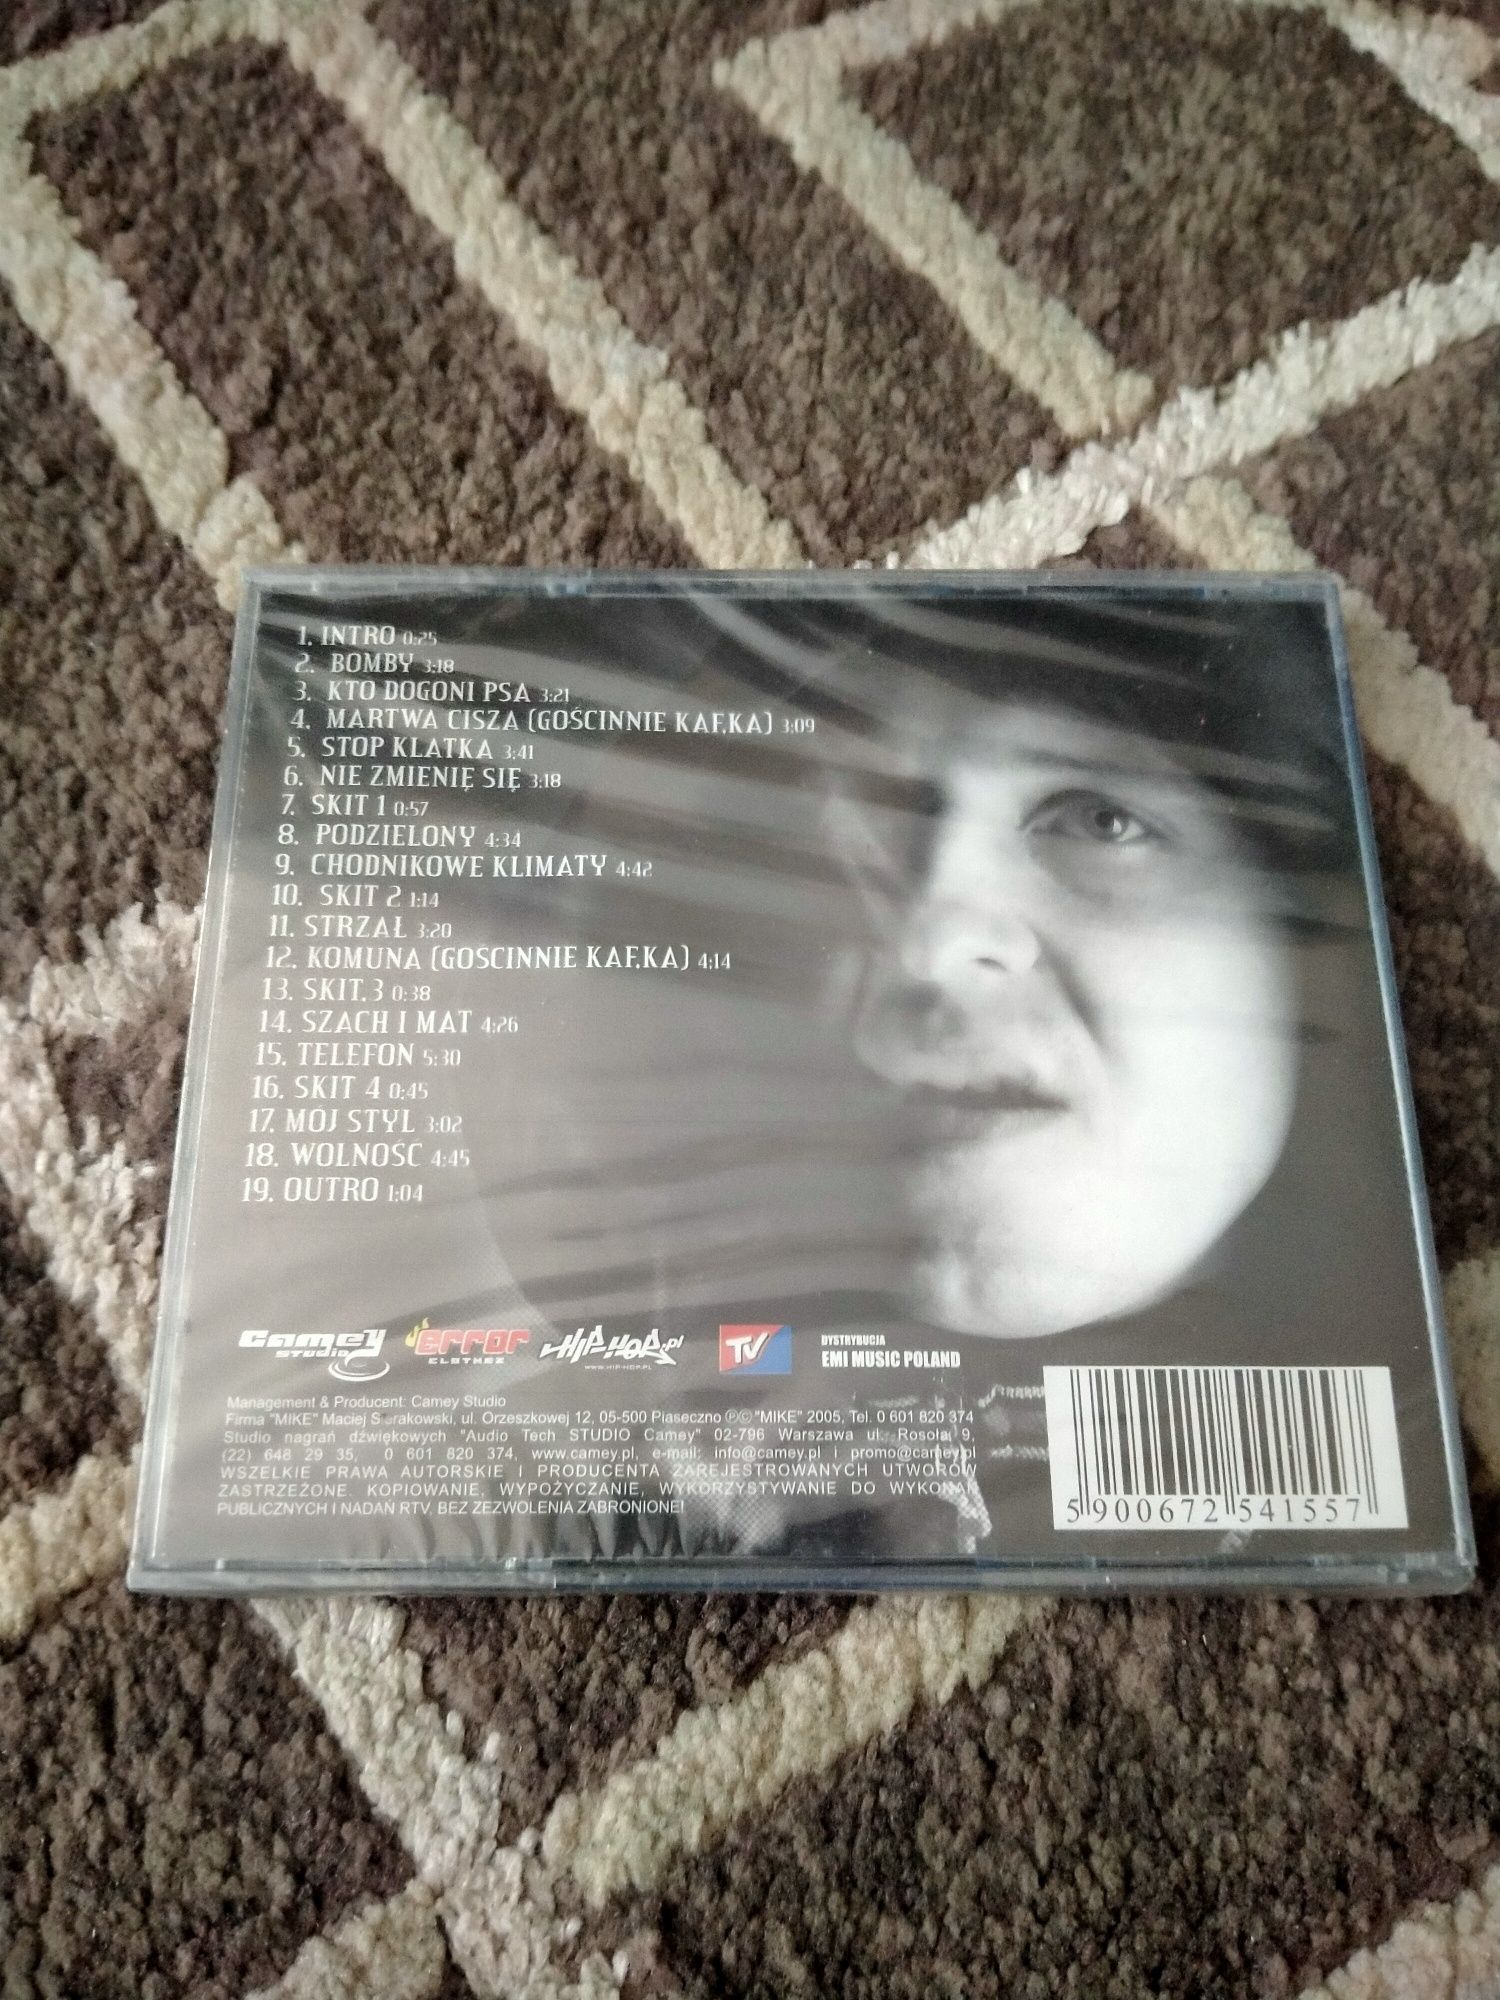 1. INTRO 0:25
2. BOMBY 3:18
3. KTO DOGONI PSA 3:21
4. MARTWA CISZA (GOŚCINNIE KAF.KA) 3:09
5. STOP KLATKA 3:41
6. NIE ZMIENIĘ SIĘ 3:18
7. SKIT 1 0:57
8. PODZIELONY 4:34
9. CHODNIKOWE KLIMATY 4:42
10. SKIT 2 1:14
11. STRZAŁ 3:20
12. KOMUNA (GOŚCINNIE KAF.KA) 4:14
13. SKIT.3 0:38
14. SZACH I MAT 4:26
15. TELEFON 5:30
16. SKIT 4 0:45
17. MÓJ STYL 3:02
18. WOLNOŚĆ 4:45
19. OUTRO 1:04
Camey STUDIO
error CLOTHEZ
HIP-HOP.pl
WWW.HIP-HOP.PL
TV
DYSTRYBUCJA
EMI MUSIC POLAND
Management & Producent: Camey Studio
Firma "MIKE" Maciej Sierakowski, ul. Orzeszkowej 12, 05-500 Piaseczno ℗© "MIKE" 2005, Tel. 0 601 820 374
Studio nagrań dźwiękowych "Audio Tech STUDIO Camey" 02-796 Warszawa ul. Rosoła 9,
(22) 648 29 35, 0 601 820 374, www.camey.pl, e-mail: info@camey.pl i promo@camey.pl
WSZELKIE PRAWA AUTORSKIE I PRODUCENTA ZAREJESTROWANYCH UTWORÓW
ZASTRZEŻONE. KOPIOWANIE, WYPOŻYCZANIE, WYKORZYSTYWANIE DO WYKONAŃ
PUBLICZNYCH I NADAŃ RTV, BEZ ZEZWOLENIA ZABRONIONE!
5 900672 541557